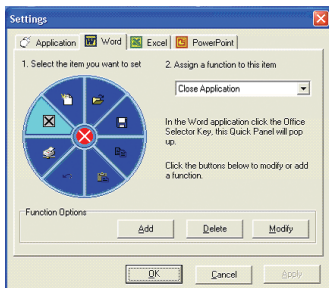 Settings
Application Word Excel PowerPoint
1. Select the item you want to set
2. Assign a function to this item
Close Application
In the Word application click the Office
Selector Key, this Quick Panel will pop
up.
Click the buttons below to modify or add
a function.
Function Options
Add Delete Modify
OK Cancel Apply